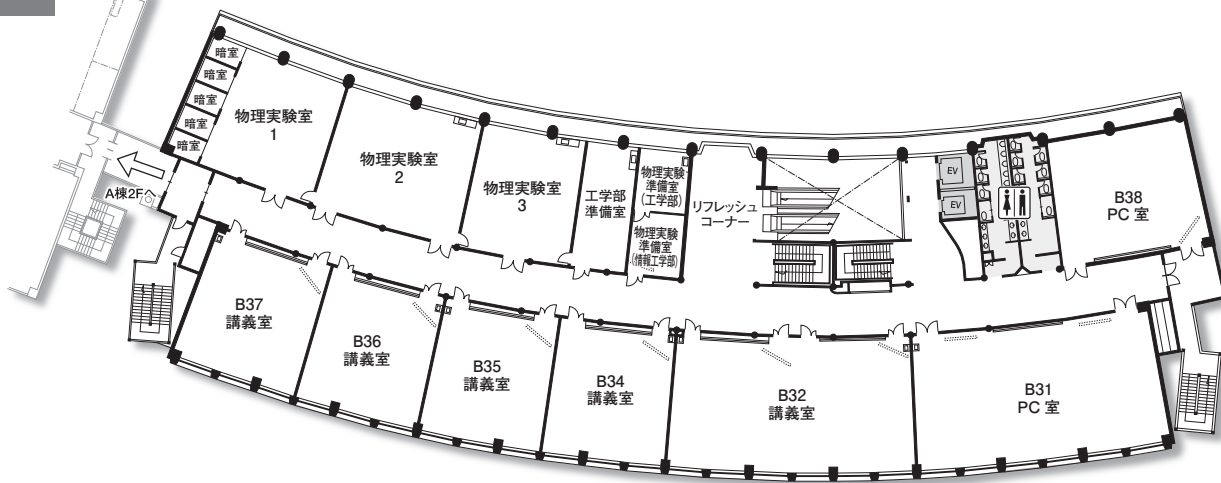 暗室
暗室
暗室
暗室
暗室
物理実験室
1
物理実験室
2
物理実験室
3
工学部
準備室
物理実験
準備室
(工学部)
物理実験
準備室
(情報工学部)
リフレッシュ
コーナー
EV
EV
B38
PC 室
A棟2Fへ
B37
講義室
B36
講義室
B35
講義室
B34
講義室
B32
講義室
B31
PC 室